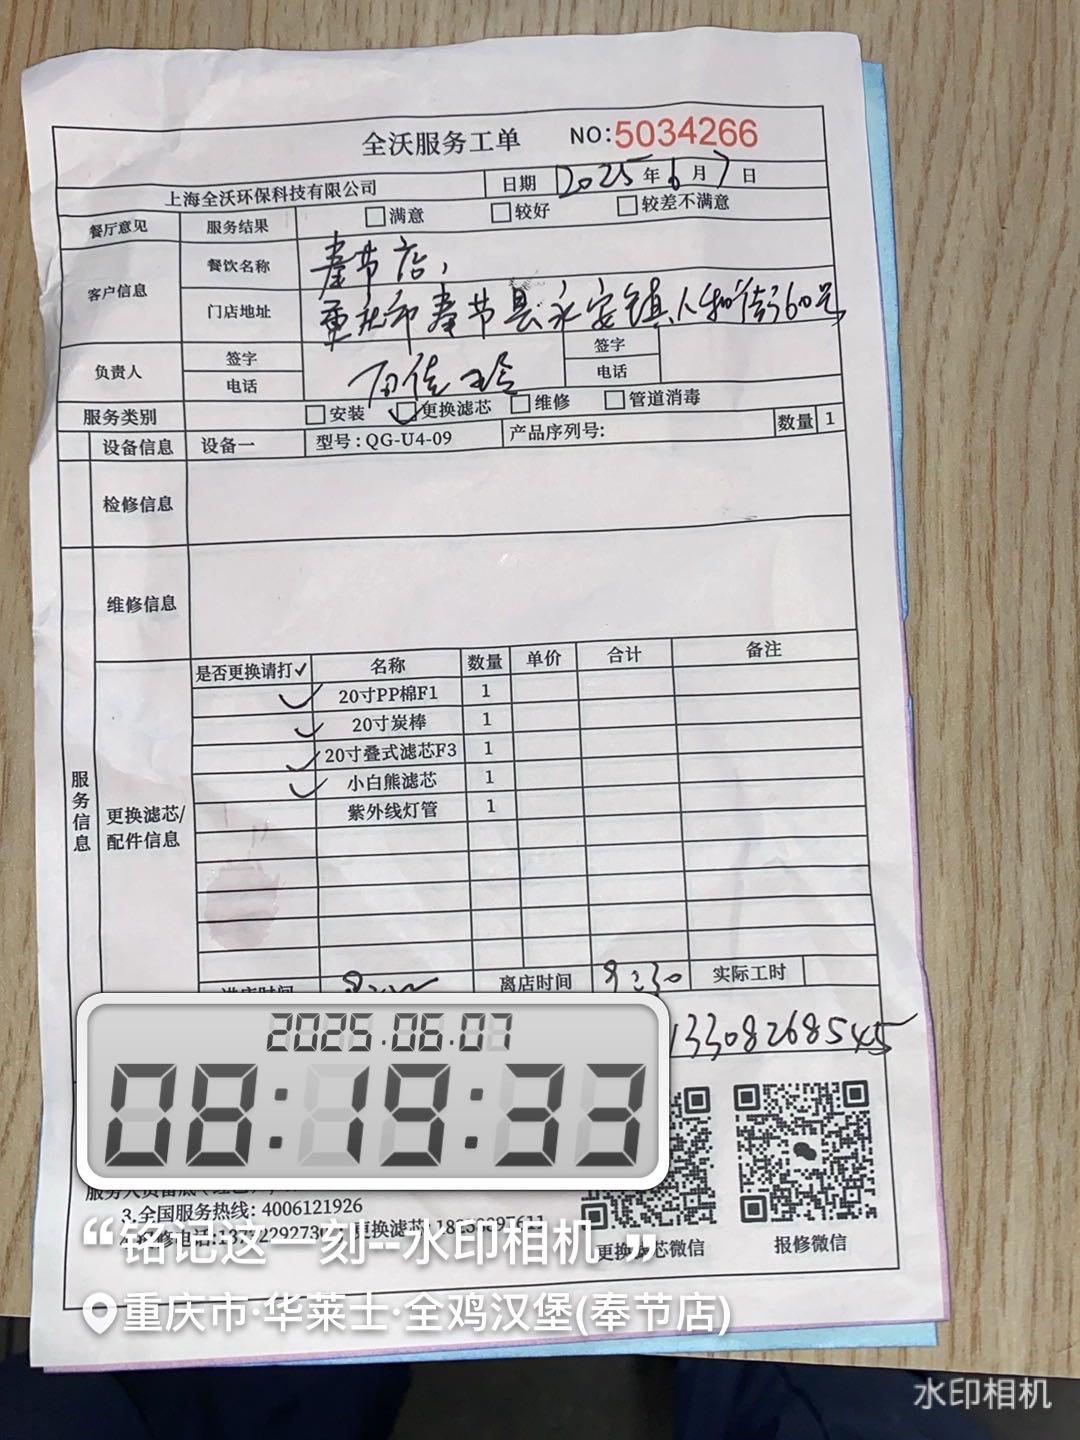 全沃服务工单 NO:5034266
上海全沃环保科技有限公司 日期 2025年6月7日
餐厅意见 服务结果 满意 较好 较差不满意
客户信息 餐饮名称 奉节店,
门店地址 重庆市奉节县永安镇人和街360号
负责人 签字 签字
电话 电话
服务类别 安装 ✓更换滤芯 维修 管道消毒
设备信息 设备一 型号:QG-U4-09 产品序列号: 数量 1
检修信息
维修信息
服务信息
更换滤芯/
配件信息
是否更换请打✓ 名称 数量 单价 合计 备注
✓ 20寸PP棉F1 1
✓ 20寸炭棒 1
✓ 20寸叠式滤芯F3 1
✓ 小白熊滤芯 1
紫外线灯管 1
进店时间 离店时间 8:30 实际工时
13308268545
2025.06.07
08:19:33
3.全国服务热线: 4006121926
更换滤芯微信 报修微信
“铭记这一刻--水印相机”
重庆市·华莱士·全鸡汉堡(奉节店)
水印相机